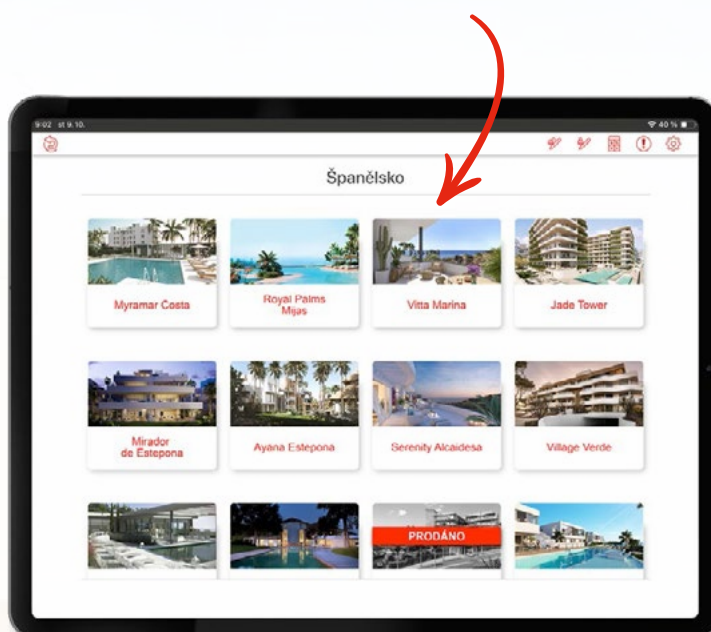 9:02 st 9. 10.
40 %
Španělsko
Myramar Costa
Royal Palms
Mijas
Vitta Marina
Jade Tower
Mirador
de Estepona
Ayana Estepona
Serenity Alcaidesa
Village Verde
PRODÁNO